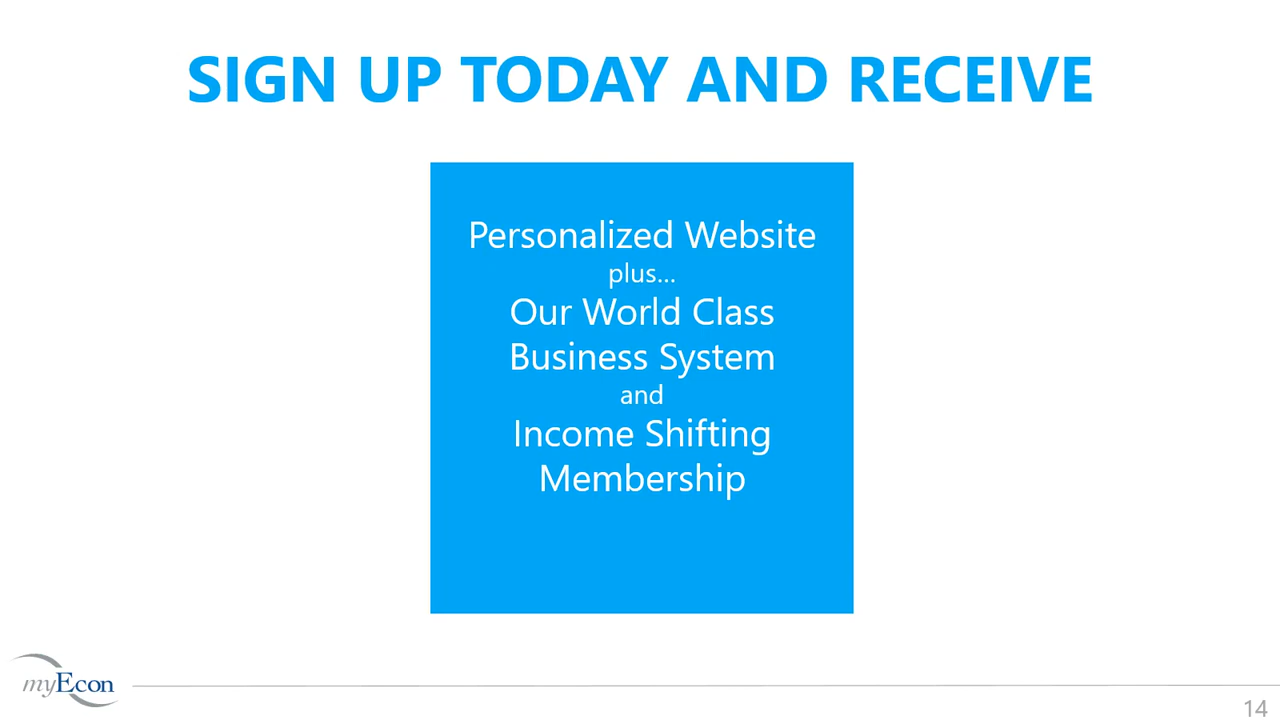 SIGN UP TODAY AND RECEIVE
Personalized Website
plus...
Our World Class
Business System
and
Income Shifting
Membership
myEcon
14